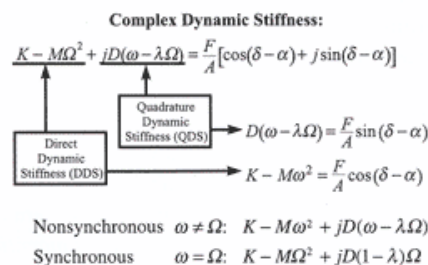 Complex Dynamic Stiffness:
K − MΩ² + jD(ω − λΩ) = F/A [cos(δ − α) + j sin(δ − α)]
Quadrature
Dynamic
Stiffness (QDS)
D(ω − λΩ) = F/A sin(δ − α)
Direct
Dynamic
Stiffness (DDS)
K − Mω² = F/A cos(δ − α)
Nonsynchronous ω ≠ Ω: K − Mω² + jD(ω − λΩ)
Synchronous ω = Ω: K − MΩ² + jD(1 − λ)Ω